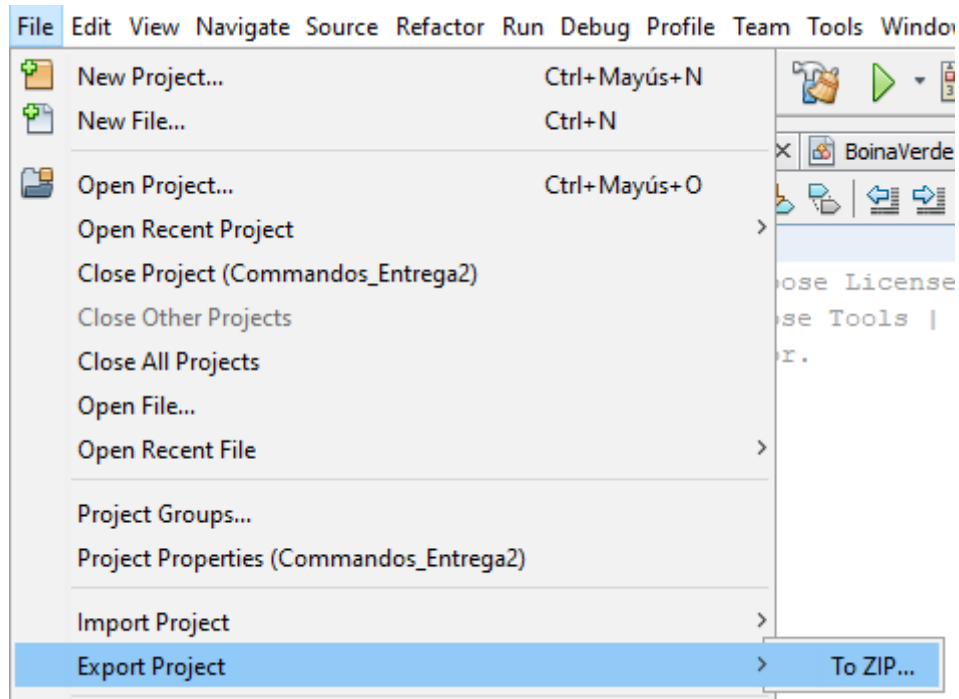 File Edit View Navigate Source Refactor Run Debug Profile Team Tools Window
New Project... Ctrl+Mayús+N
New File... Ctrl+N
BoinaVerde
Open Project... Ctrl+Mayús+O
Open Recent Project
Close Project (Commandos_Entrega2)
ose License
Close Other Projects
se Tools |
Close All Projects
r.
Open File...
Open Recent File
Project Groups...
Project Properties (Commandos_Entrega2)
Import Project
Export Project
To ZIP...